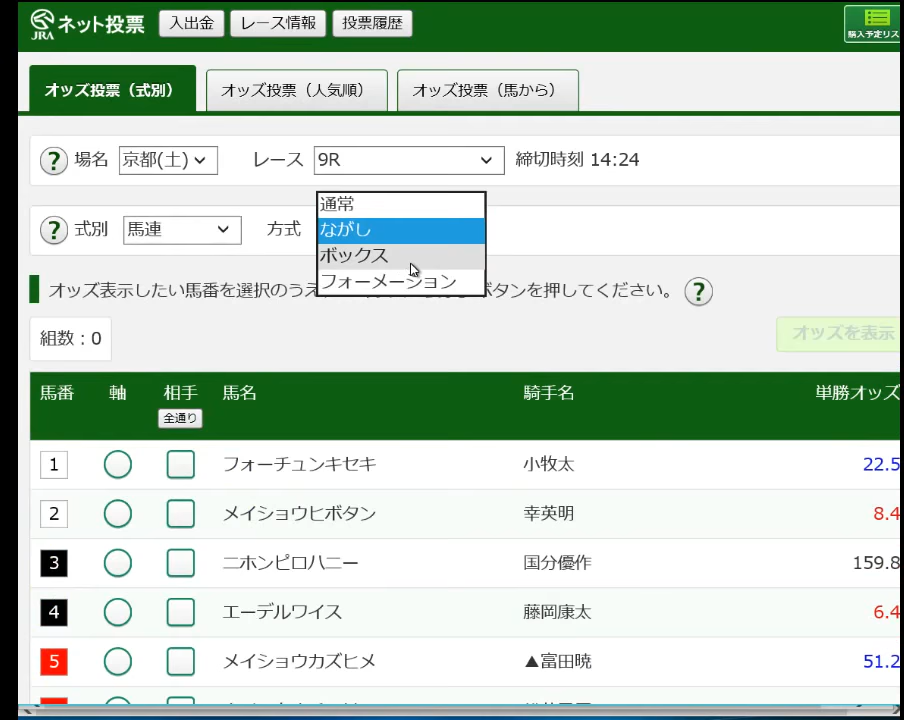 JRA ネット投票 入出金 レース情報 投票履歴 購入予定リス
オッズ投票（式別） オッズ投票（人気順） オッズ投票（馬から）
? 場名 京都(土) レース 9R 締切時刻 14:24
通常
? 式別 馬連 方式 ながし
ボックス
フォーメーション
オッズ表示したい馬番を選択のうえ ボタンを押してください。 ?
組数：0 オッズを表示
馬番 軸 相手 馬名 騎手名 単勝オッズ
全通り
1 フォーチュンキセキ 小牧太 22.5
2 メイショウヒボタン 幸英明 8.4
3 ニホンピロハニー 国分優作 159.8
4 エーデルワイス 藤岡康太 6.4
5 メイショウカズヒメ ▲富田暁 51.2